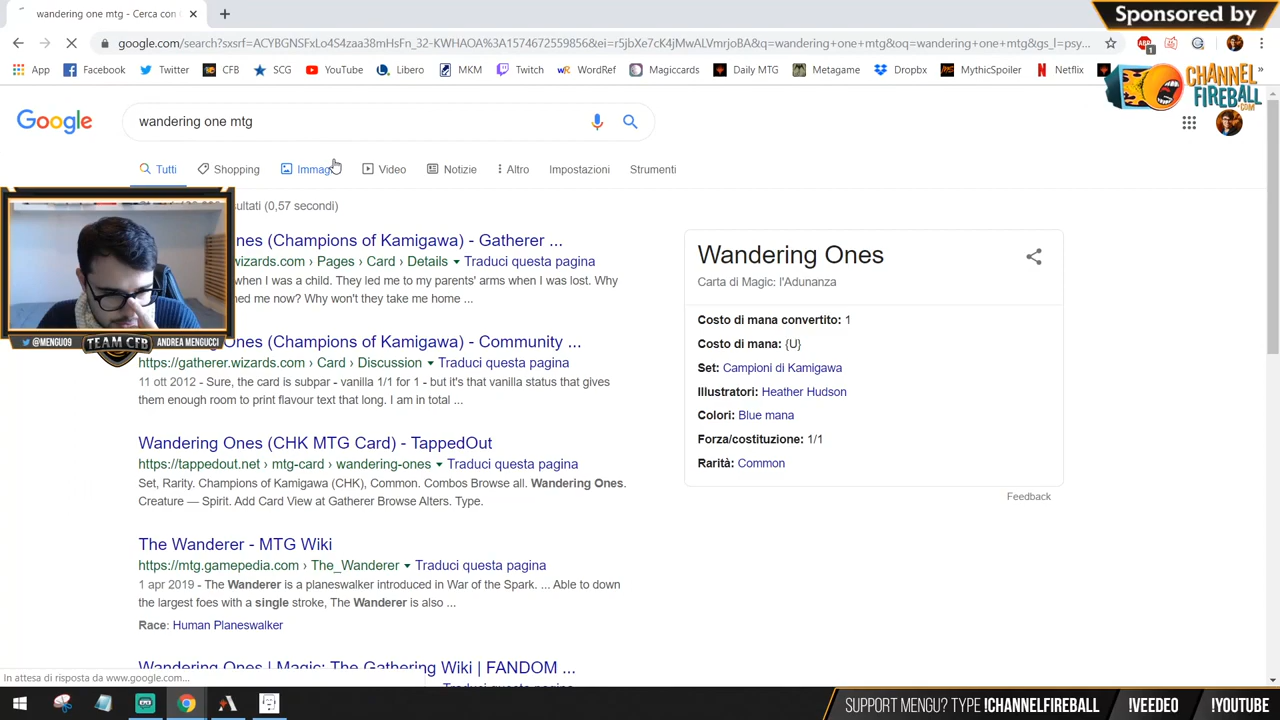 wandering one mtg - Cerca con
Sponsored by
google.com/search?sxsrf=ACYBGNSFxLo4S4zaa38mHsFn_32-KW
3A1574432559856&ei=r5jbXe7cK4jMwALVmrjoBA&q=wandering+one+mtg&oq=wandering+one+mtg&gs_l=psy...
App Facebook Twitter CFB SCG YouTube Libero MKM Twitch WordRef Magiccards Daily MTG Metagame Dropbx MythicSpoiler Netflix
CHANNEL
FIREBALL
.COM
Google
wandering one mtg
Tutti Shopping Immag Video Notizie Altro Impostazioni Strumenti
ultati (0,57 secondi)
nes (Champions of Kamigawa) - Gatherer ...
wizards.com › Pages › Card › Details Traduci questa pagina
when I was a child. They led me to my parents' arms when I was lost. Why
ned me now? Why won't they take me home ...
Ones (Champions of Kamigawa) - Community ...
https://gatherer.wizards.com › Card › Discussion Traduci questa pagina
11 ott 2012 - Sure, the card is subpar - vanilla 1/1 for 1 - but it's that vanilla status that gives
them enough room to print flavour text that long. I am in total ...
Wandering Ones (CHK MTG Card) - TappedOut
https://tappedout.net › mtg-card › wandering-ones Traduci questa pagina
Set, Rarity. Champions of Kamigawa (CHK), Common. Combos Browse all. Wandering Ones.
Creature — Spirit. Add Card View at Gatherer Browse Alters. Type.
The Wanderer - MTG Wiki
https://mtg.gamepedia.com › The_Wanderer Traduci questa pagina
1 apr 2019 - The Wanderer is a planeswalker introduced in War of the Spark. ... Able to down
the largest foes with a single stroke, The Wanderer is also ...
Race: Human Planeswalker
Wandering Ones | Magic: The Gathering Wiki | FANDOM ...
Traduci questa pagina
Wandering Ones
Carta di Magic: l'Adunanza
Costo di mana convertito: 1
Costo di mana: {U}
Set: Campioni di Kamigawa
Illustratori: Heather Hudson
Colori: Blue mana
Forza/costituzione: 1/1
Rarità: Common
Feedback
@MENGU09 TEAM CFB ANDREA MENGUCCI
In attesa di risposta da www.google.com...
SUPPORT MENGU? TYPE !CHANNELFIREBALL !VEEDEO !YOUTUBE